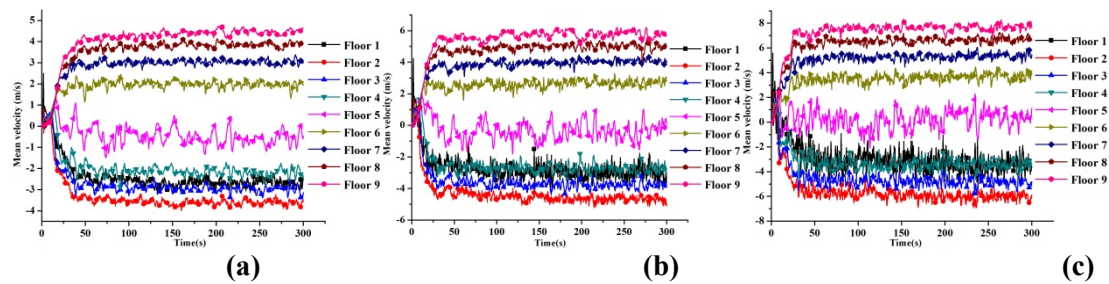 Mean velocity (m/s)
5
4
3
2
1
0
-1
-2
-3
-4
0 50 100 150 200 250 300
Time(s)
Floor 1
Floor 2
Floor 3
Floor 4
Floor 5
Floor 6
Floor 7
Floor 8
Floor 9
(a)
Mean velocity (m/s)
6
4
2
0
-2
-4
-6
0 50 100 150 200 250 300
Time(s)
Floor 1
Floor 2
Floor 3
Floor 4
Floor 5
Floor 6
Floor 7
Floor 8
Floor 9
(b)
Mean velocity (m/s)
8
6
4
2
0
-2
-4
-6
-8
0 50 100 150 200 250 300
Time(s)
Floor 1
Floor 2
Floor 3
Floor 4
Floor 5
Floor 6
Floor 7
Floor 8
Floor 9
(c)